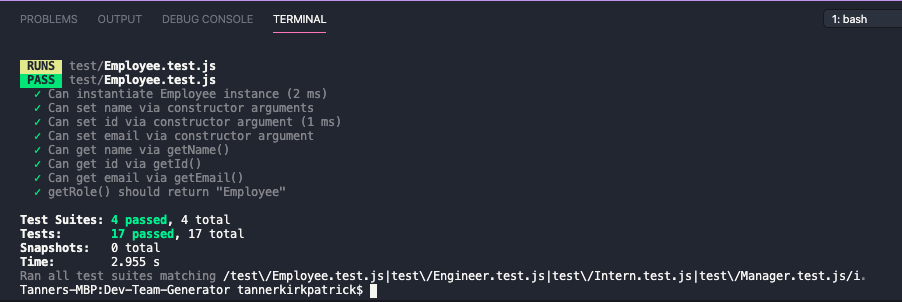 PROBLEMS OUTPUT DEBUG CONSOLE TERMINAL 1: bash
RUNS test/Employee.test.js
PASS test/Employee.test.js
✓ Can instantiate Employee instance (2 ms)
✓ Can set name via constructor arguments
✓ Can set id via constructor argument (1 ms)
✓ Can set email via constructor argument
✓ Can get name via getName()
✓ Can get id via getId()
✓ Can get email via getEmail()
✓ getRole() should return "Employee"
Test Suites: 4 passed, 4 total
Tests: 17 passed, 17 total
Snapshots: 0 total
Time: 2.955 s
Ran all test suites matching /test\/Employee.test.js|test\/Engineer.test.js|test\/Intern.test.js|test\/Manager.test.js/i.
Tanners-MBP:Dev-Team-Generator tannerkirkpatrick$